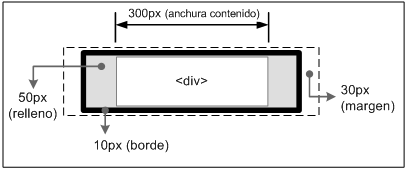 300px (anchura contenido)
<div>
50px
(relleno)
30px
(margen)
10px (borde)